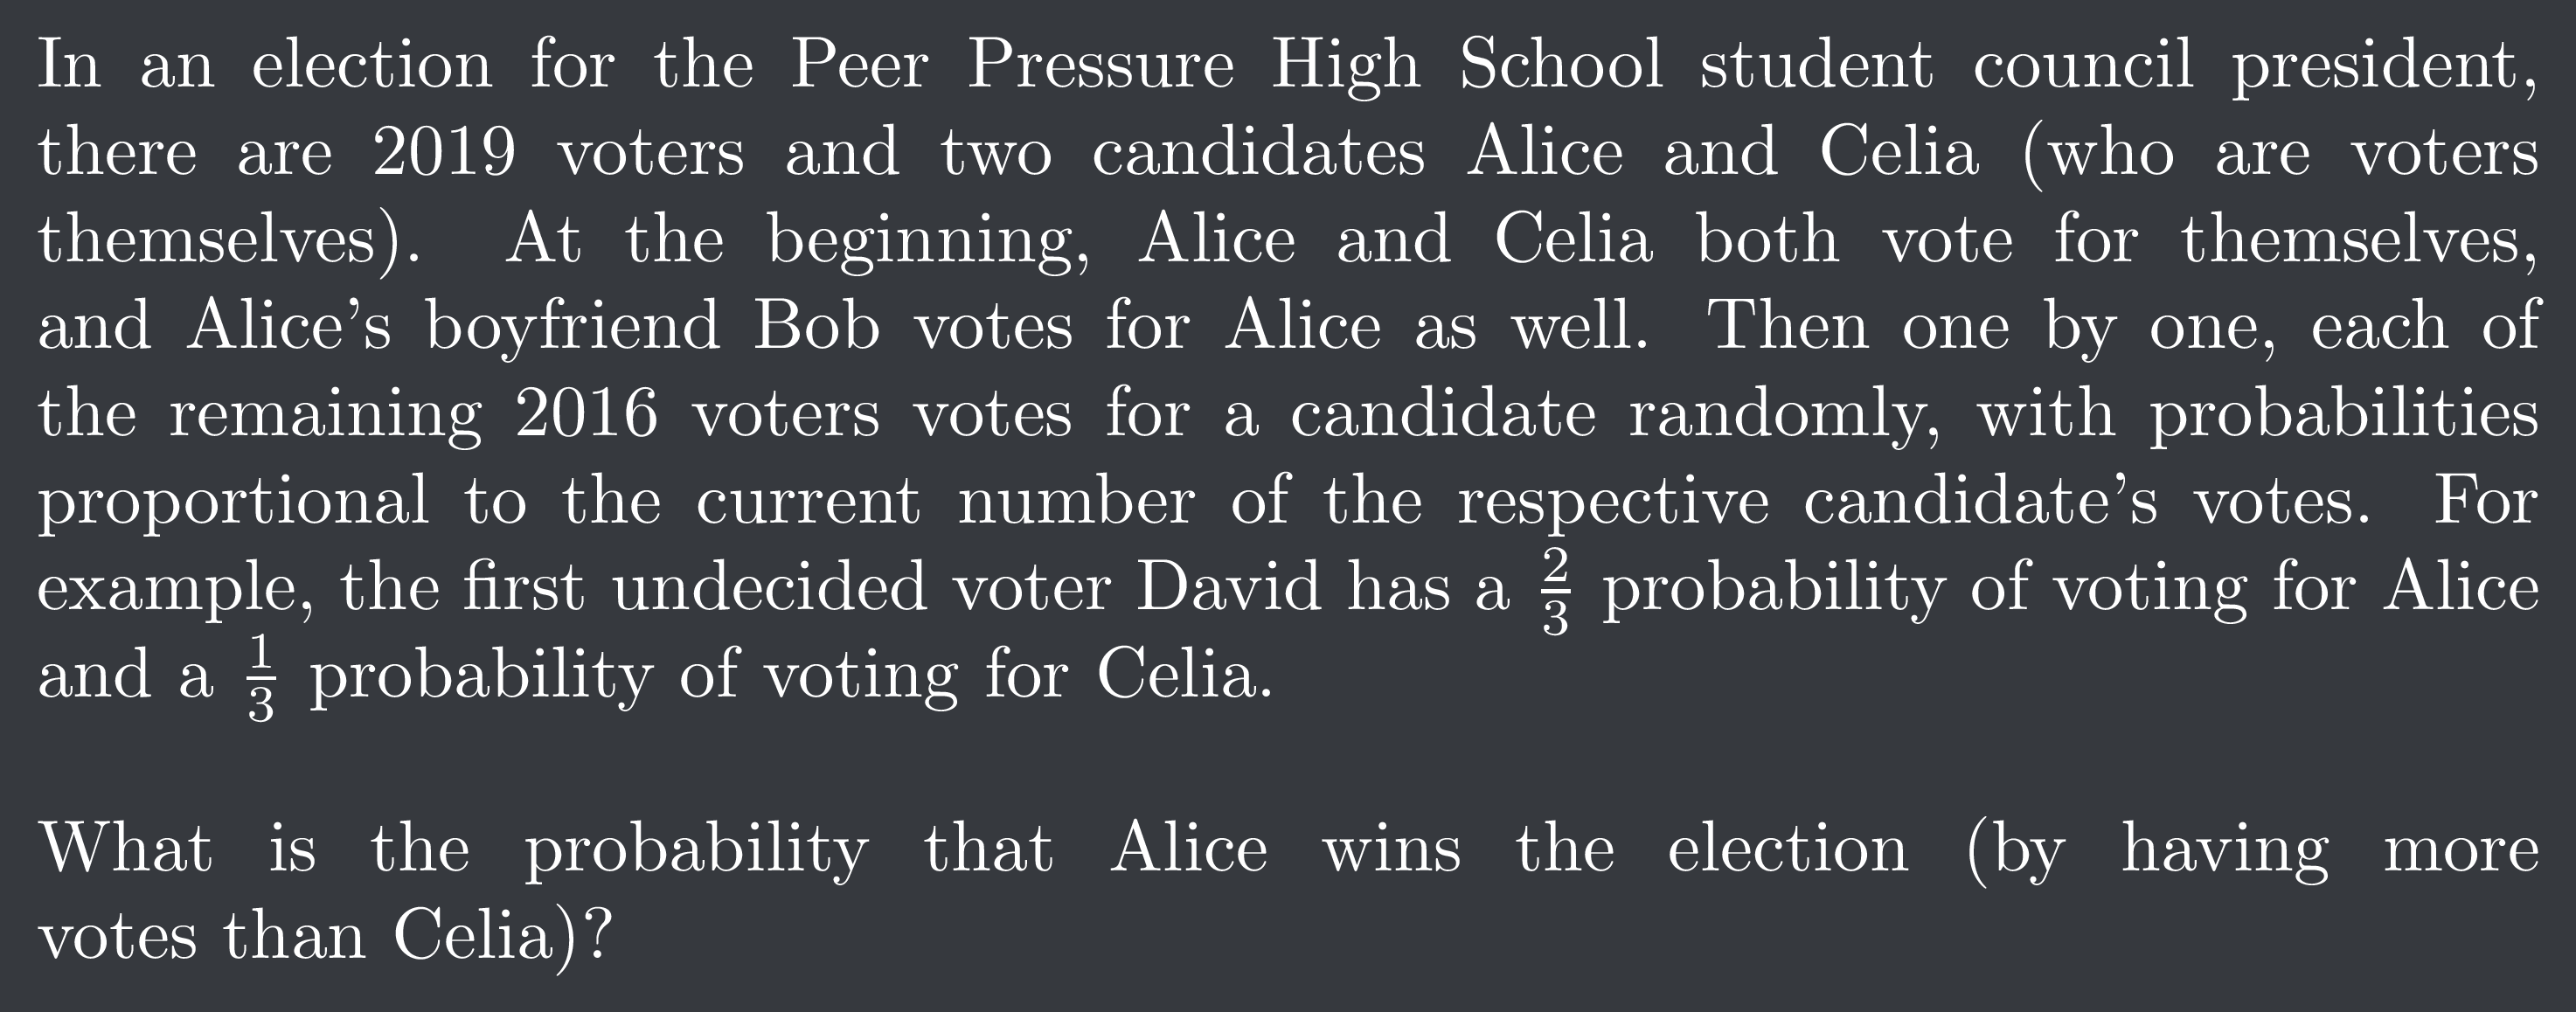 In an election for the Peer Pressure High School student council president,
there are 2019 voters and two candidates Alice and Celia (who are voters
themselves). At the beginning, Alice and Celia both vote for themselves,
and Alice's boyfriend Bob votes for Alice as well. Then one by one, each of
the remaining 2016 voters votes for a candidate randomly, with probabilities
proportional to the current number of the respective candidate's votes. For
example, the first undecided voter David has a 2/3 probability of voting for Alice
and a 1/3 probability of voting for Celia.
What is the probability that Alice wins the election (by having more
votes than Celia)?